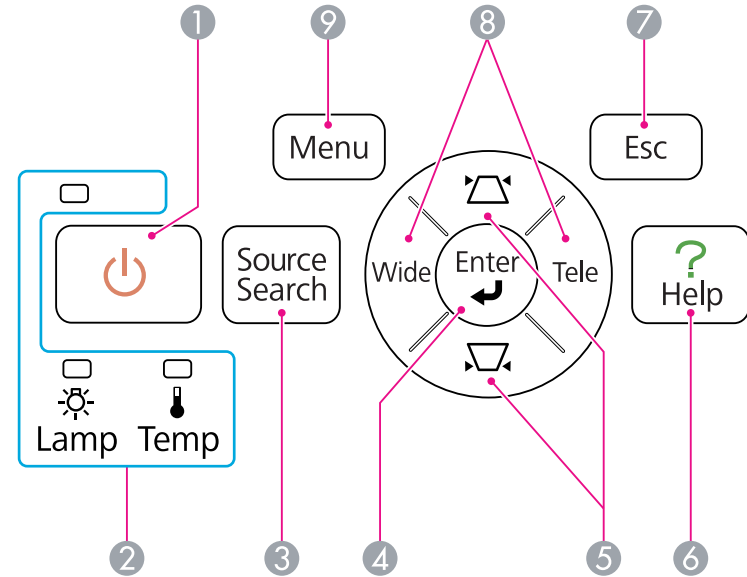 1
9
8
7
Menu
Esc
Source
Search
Wide
Enter
Tele
?
Help
Lamp
Temp
2
3
4
5
6